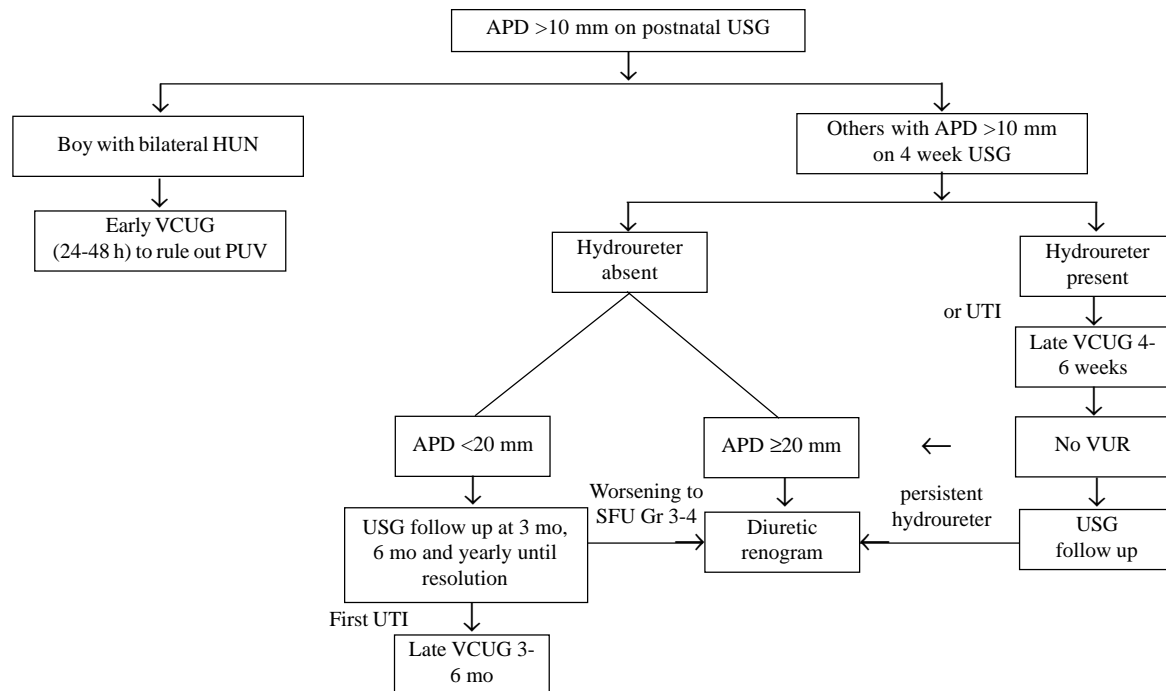 APD >10 mm on postnatal USG
Boy with bilateral HUN
Others with APD >10 mm
on 4 week USG
Early VCUG
(24-48 h) to rule out PUV
Hydroureter
absent
Hydroureter
present
or UTI
Late VCUG 4-
6 weeks
APD <20 mm
APD ≥20 mm
No VUR
Worsening to
SFU Gr 3-4
persistent
hydroureter
USG follow up at 3 mo,
6 mo and yearly until
resolution
Diuretic
renogram
USG
follow up
First UTI
Late VCUG 3-
6 mo